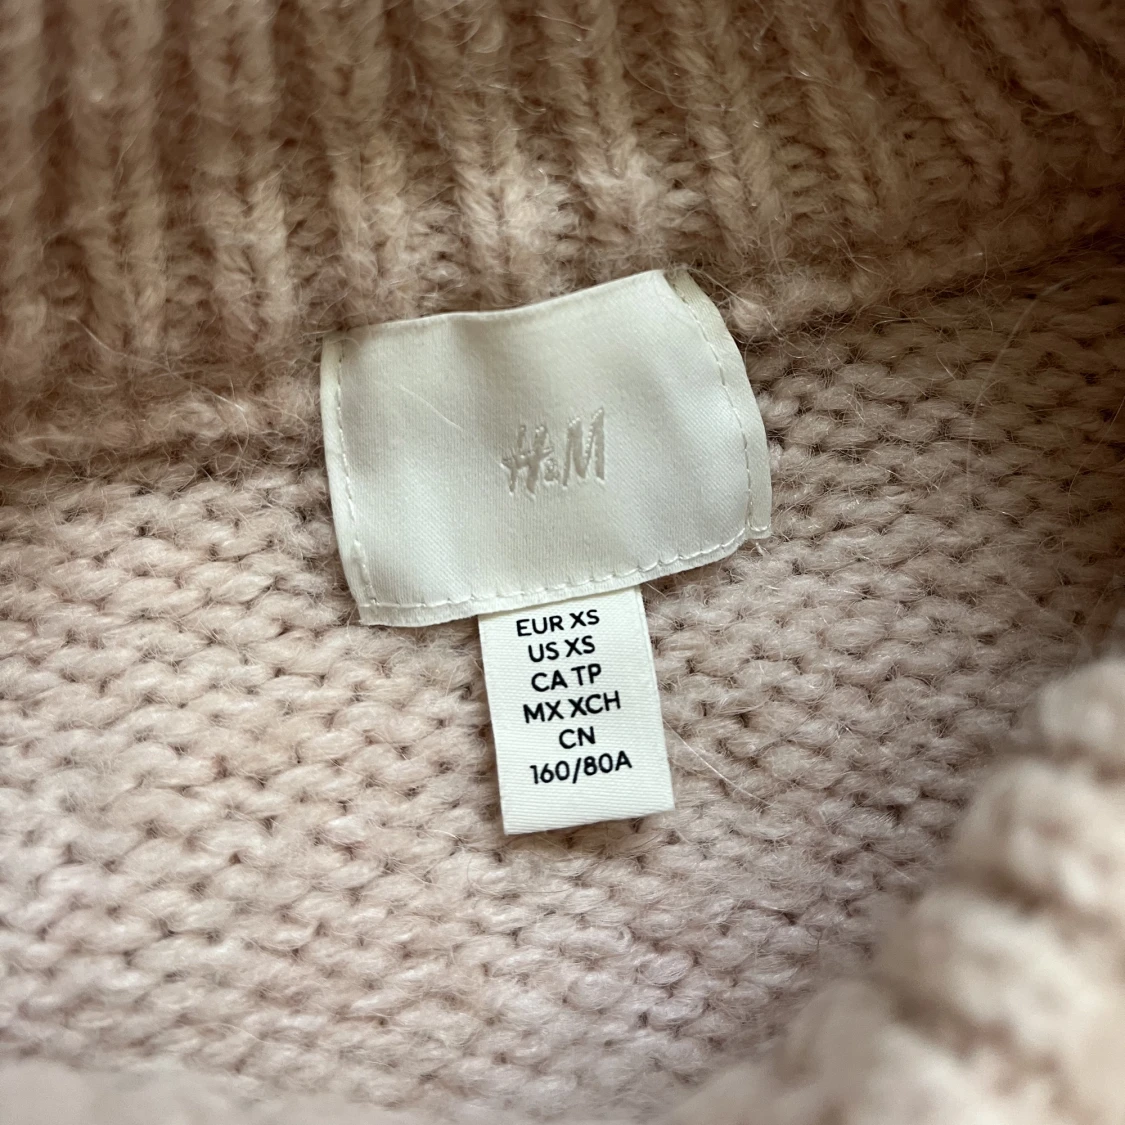 H&M
EUR XS
US XS
CA TP
MX XCH
CN
160/80A